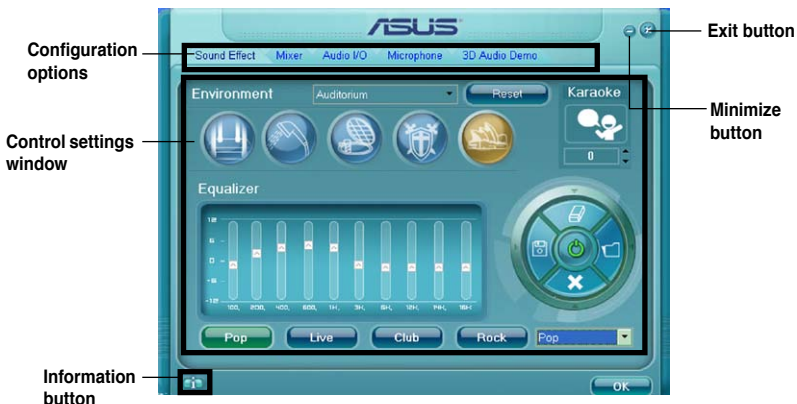 ASUS
Exit button
Configuration options
Sound Effect Mixer Audio I/O Microphone 3D Audio Demo
Environment Auditorium Reset Karaoke
Minimize button
Control settings window
0
Equalizer
12
6
0
-6
-12
100, 200, 400, 600, 1K, 3K, 6K, 12K, 14K, 16K
Pop Live Club Rock Pop
Information button
OK